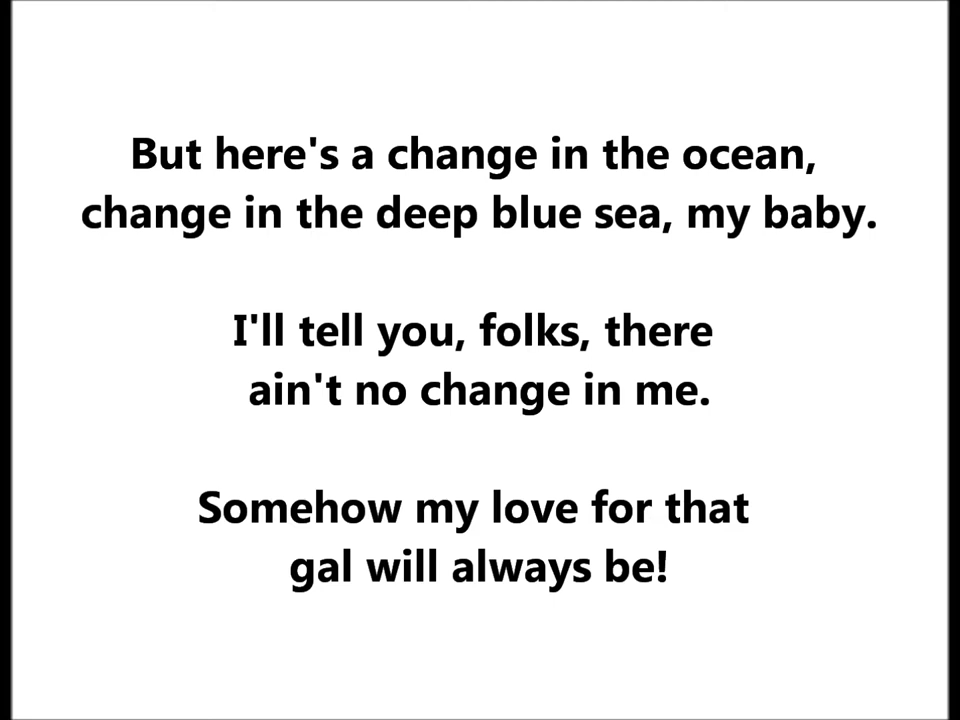 But here's a change in the ocean,
change in the deep blue sea, my baby.
I'll tell you, folks, there
ain't no change in me.
Somehow my love for that
gal will always be!